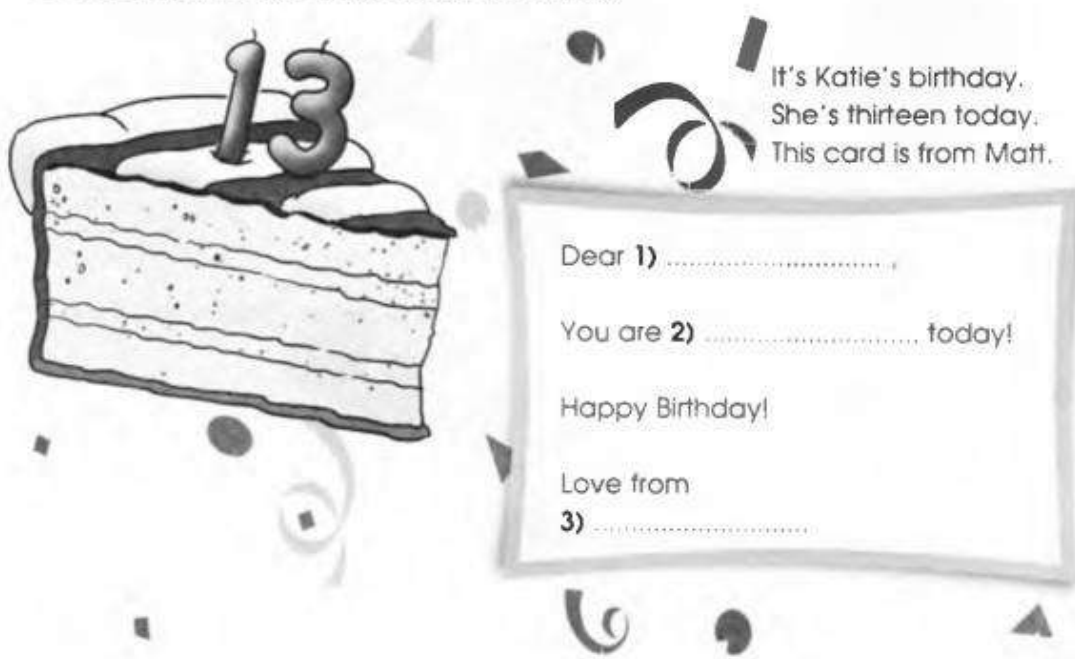 13
It's Katie's birthday.
She's thirteen today.
This card is from Matt.
Dear 1) ..............................,
You are 2) .............................. today!
Happy Birthday!
Love from
3) ..............................